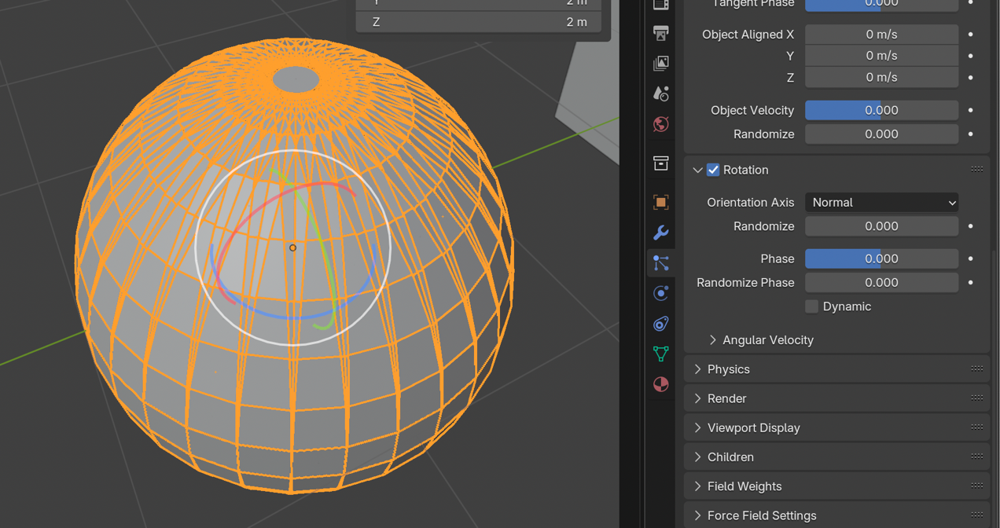 Y 2 m
Z 2 m
Tangent Phase 0.000
Object Aligned X 0 m/s
Y 0 m/s
Z 0 m/s
Object Velocity 0.000
Randomize 0.000
Rotation
Orientation Axis Normal
Randomize 0.000
Phase 0.000
Randomize Phase 0.000
Dynamic
Angular Velocity
Physics
Render
Viewport Display
Children
Field Weights
Force Field Settings